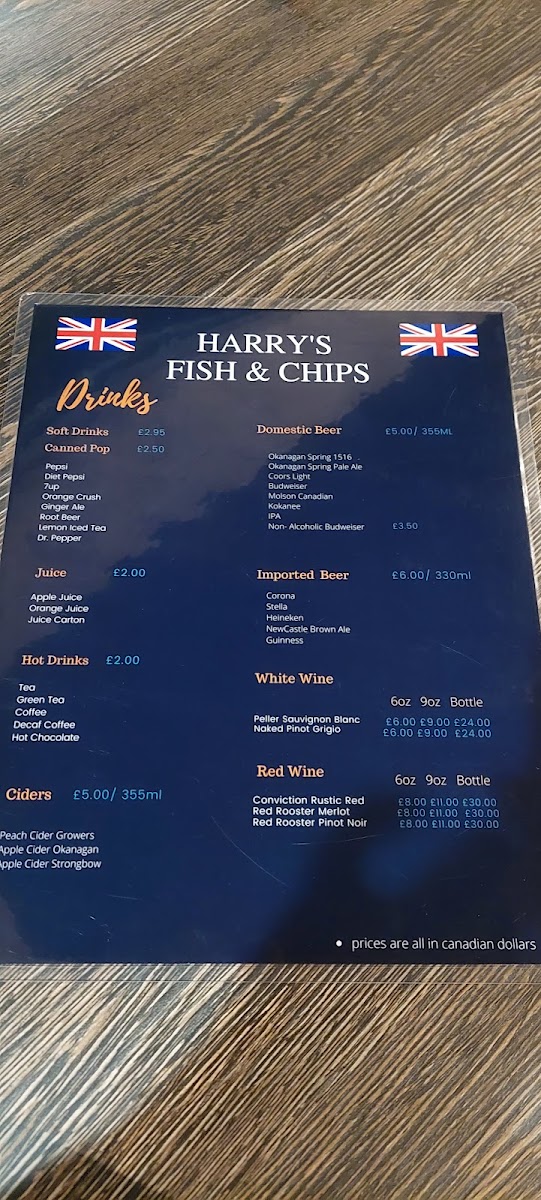 HARRY'S
FISH & CHIPS
Drinks
Soft Drinks £2.95
Canned Pop £2.50
Pepsi
Diet Pepsi
7up
Orange Crush
Ginger Ale
Root Beer
Lemon Iced Tea
Dr. Pepper
Juice £2.00
Apple Juice
Orange Juice
Juice Carton
Hot Drinks £2.00
Tea
Green Tea
Coffee
Decaf Coffee
Hot Chocolate
Ciders £5.00/ 355ml
Peach Cider Growers
Apple Cider Okanagan
Apple Cider Strongbow
Domestic Beer £5.00/ 355ML
Okanagan Spring 1516
Okanagan Spring Pale Ale
Coors Light
Budweiser
Molson Canadian
Kokanee
IPA
Non- Alcoholic Budweiser £3.50
Imported Beer £6.00/ 330ml
Corona
Stella
Heineken
NewCastle Brown Ale
Guinness
White Wine
6oz 9oz Bottle
Peller Sauvignon Blanc £6.00 £9.00 £24.00
Naked Pinot Grigio £6.00 £9.00 £24.00
Red Wine
6oz 9oz Bottle
Conviction Rustic Red £8.00 £11.00 £30.00
Red Rooster Merlot £8.00 £11.00 £30.00
Red Rooster Pinot Noir £8.00 £11.00 £30.00
• prices are all in canadian dollars